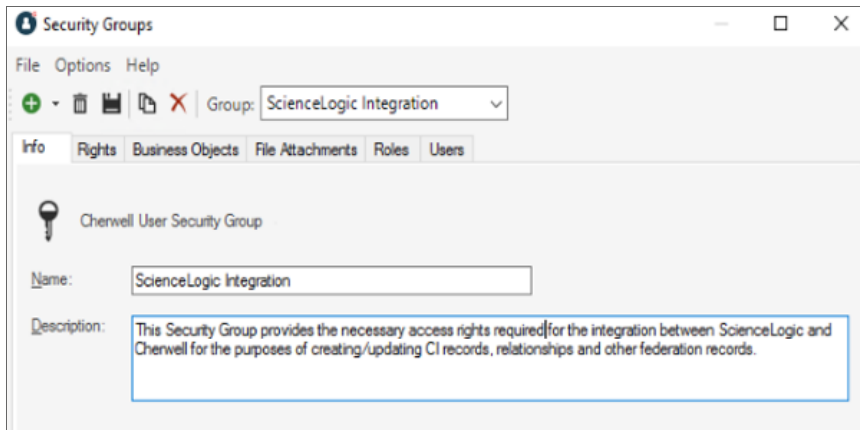 Security Groups
File Options Help
Group: ScienceLogic Integration
Info Rights Business Objects File Attachments Roles Users
Cherwell User Security Group
Name: ScienceLogic Integration
Description: This Security Group provides the necessary access rights required for the integration between ScienceLogic and
Cherwell for the purposes of creating/updating CI records, relationships and other federation records.